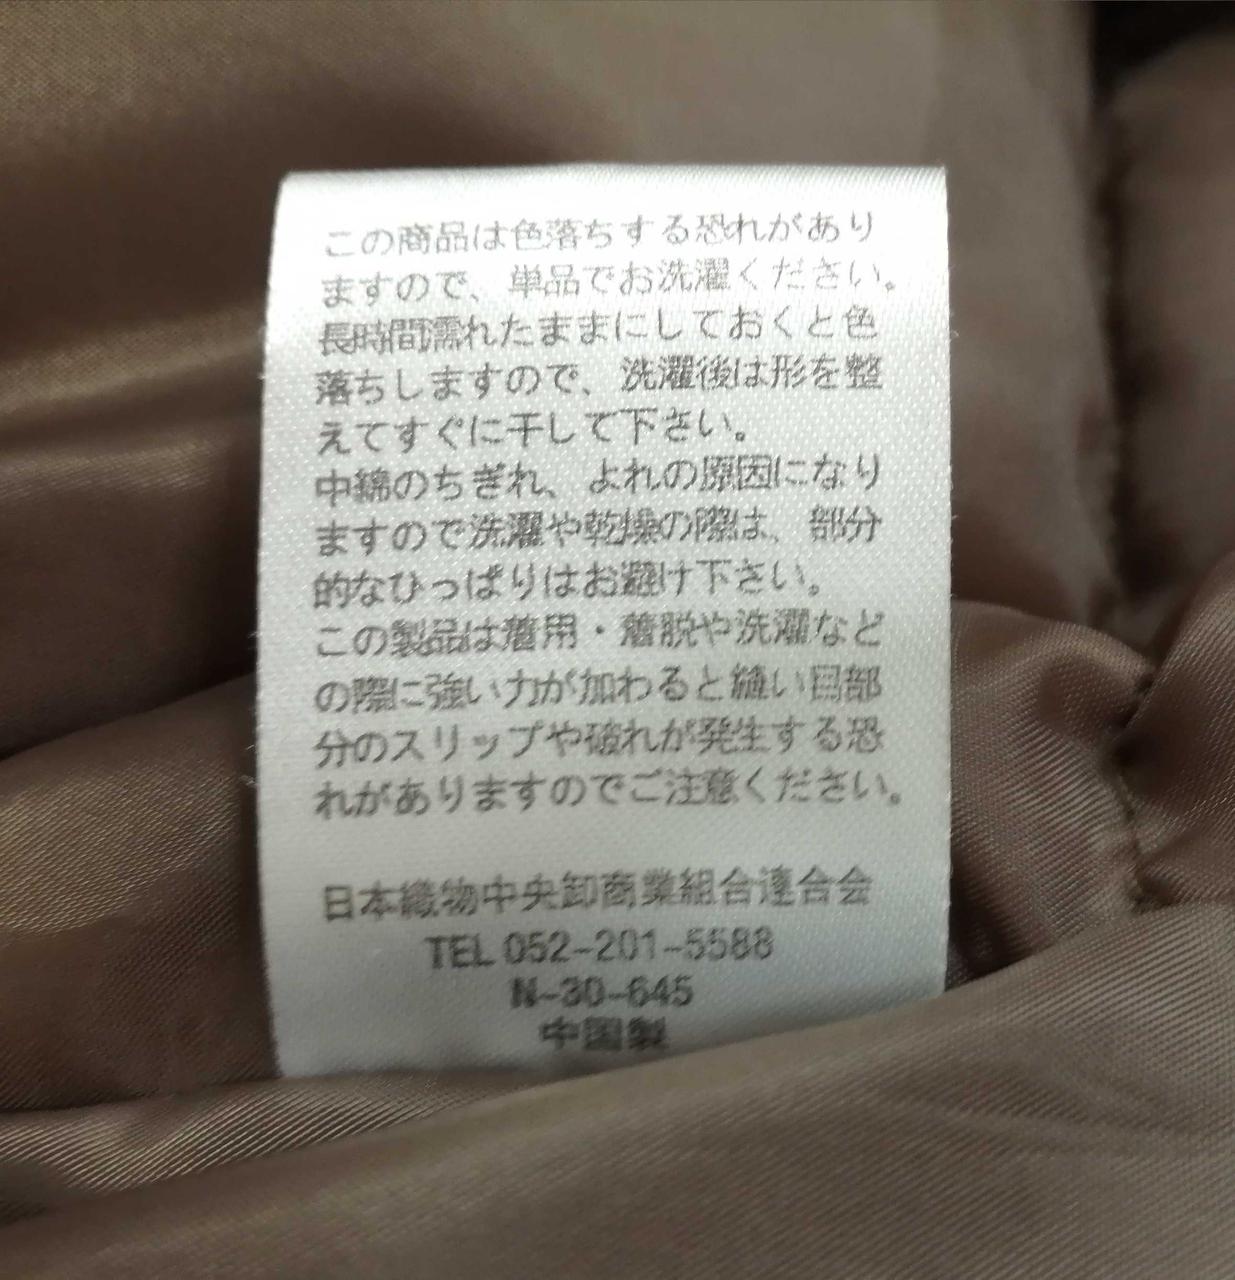 この商品は色落ちする恐れがあり
ますので、単品でお洗濯ください。
長時間濡れたままにしておくと色
落ちしますので、洗濯後は形を整
えてすぐに干して下さい。
中綿のちぎれ、よれの原因になり
ますので洗濯や乾燥の際は、部分
的なひっぱりはお避け下さい。
この製品は着用・着脱や洗濯など
の際に強い力が加わると縫い目部
分のスリップや破れが発生する恐
れがありますのでご注意ください。
日本織物中央卸商業組合連合会
TEL 052-201-5588
N-30-645
中国製